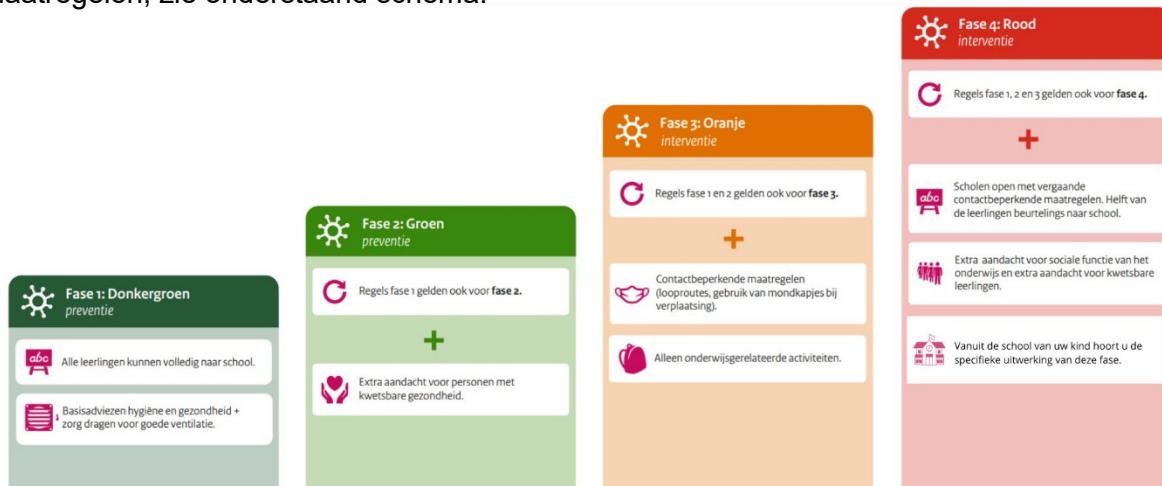 maatregelen, zie onderstaand schema:
Fase 1: Donkergroen
preventie
abc
Alle leerlingen kunnen volledig naar school.
Basisadviezen hygiëne en gezondheid +
zorg dragen voor goede ventilatie.
Fase 2: Groen
preventie
Regels fase 1 gelden ook voor fase 2.
+
Extra aandacht voor personen met
kwetsbare gezondheid.
Fase 3: Oranje
interventie
Regels fase 1 en 2 gelden ook voor fase 3.
+
Contactbeperkende maatregelen
(looproutes, gebruik van mondkapjes bij
verplaatsing).
Alleen onderwijsgerelateerde activiteiten.
Fase 4: Rood
interventie
Regels fase 1, 2 en 3 gelden ook voor fase 4.
+
abc
Scholen open met vergaande
contactbeperkende maatregelen. Helft van
de leerlingen beurtelings naar school.
Extra aandacht voor sociale functie van het
onderwijs en extra aandacht voor kwetsbare
leerlingen.
Vanuit de school van uw kind hoort u de
specifieke uitwerking van deze fase.